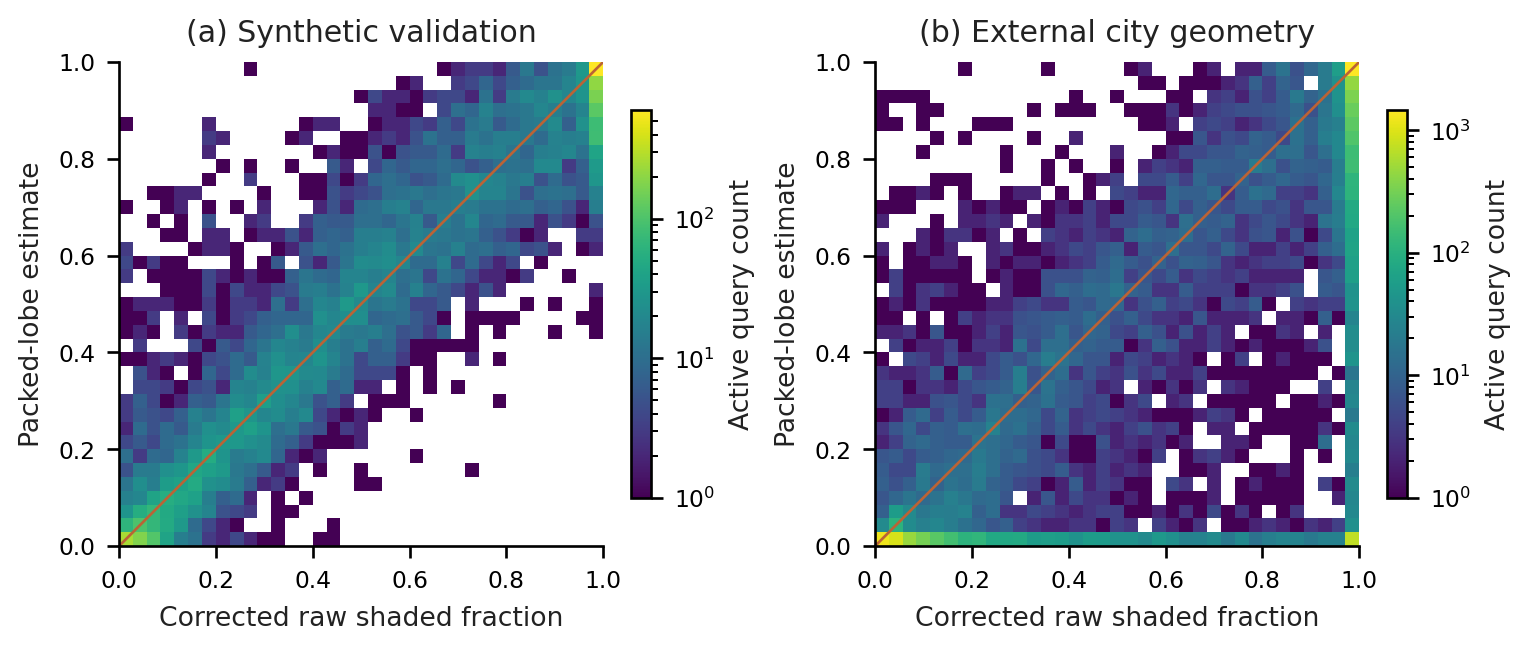 (a) Synthetic validation
Packed-lobe estimate
1.0
0.8
0.6
0.4
0.2
0.0
0.0 0.2 0.4 0.6 0.8 1.0
Corrected raw shaded fraction
10²
10¹
10⁰
Active query count
(b) External city geometry
Packed-lobe estimate
1.0
0.8
0.6
0.4
0.2
0.0
0.0 0.2 0.4 0.6 0.8 1.0
Corrected raw shaded fraction
10³
10²
10¹
10⁰
Active query count